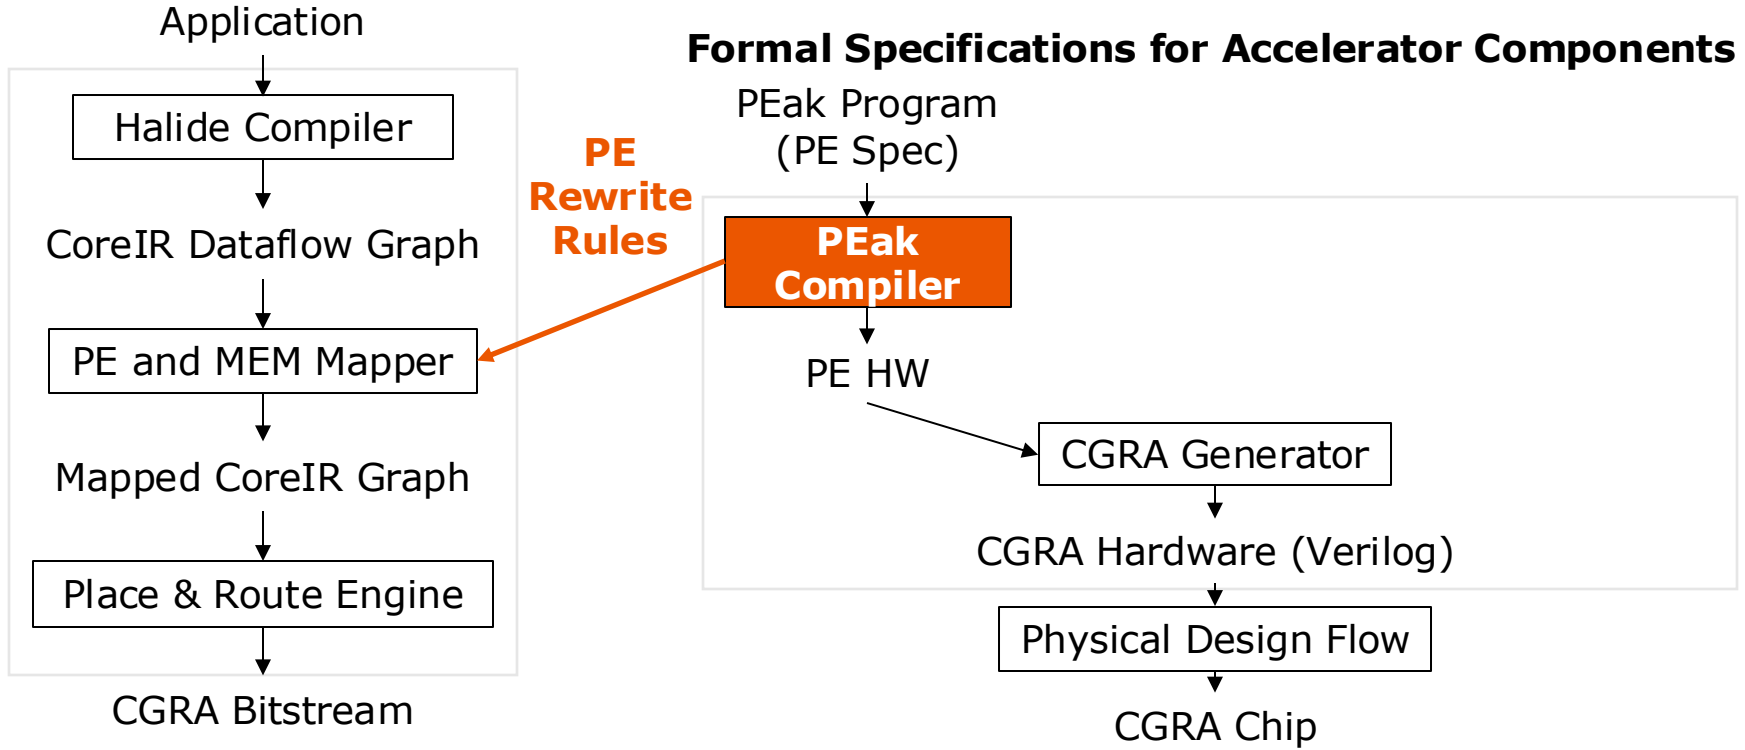 Application
Halide Compiler
CoreIR Dataflow Graph
PE and MEM Mapper
Mapped CoreIR Graph
Place & Route Engine
CGRA Bitstream
PE
Rewrite
Rules
Formal Specifications for Accelerator Components
PEak Program
(PE Spec)
PEak
Compiler
PE HW
CGRA Generator
CGRA Hardware (Verilog)
Physical Design Flow
CGRA Chip